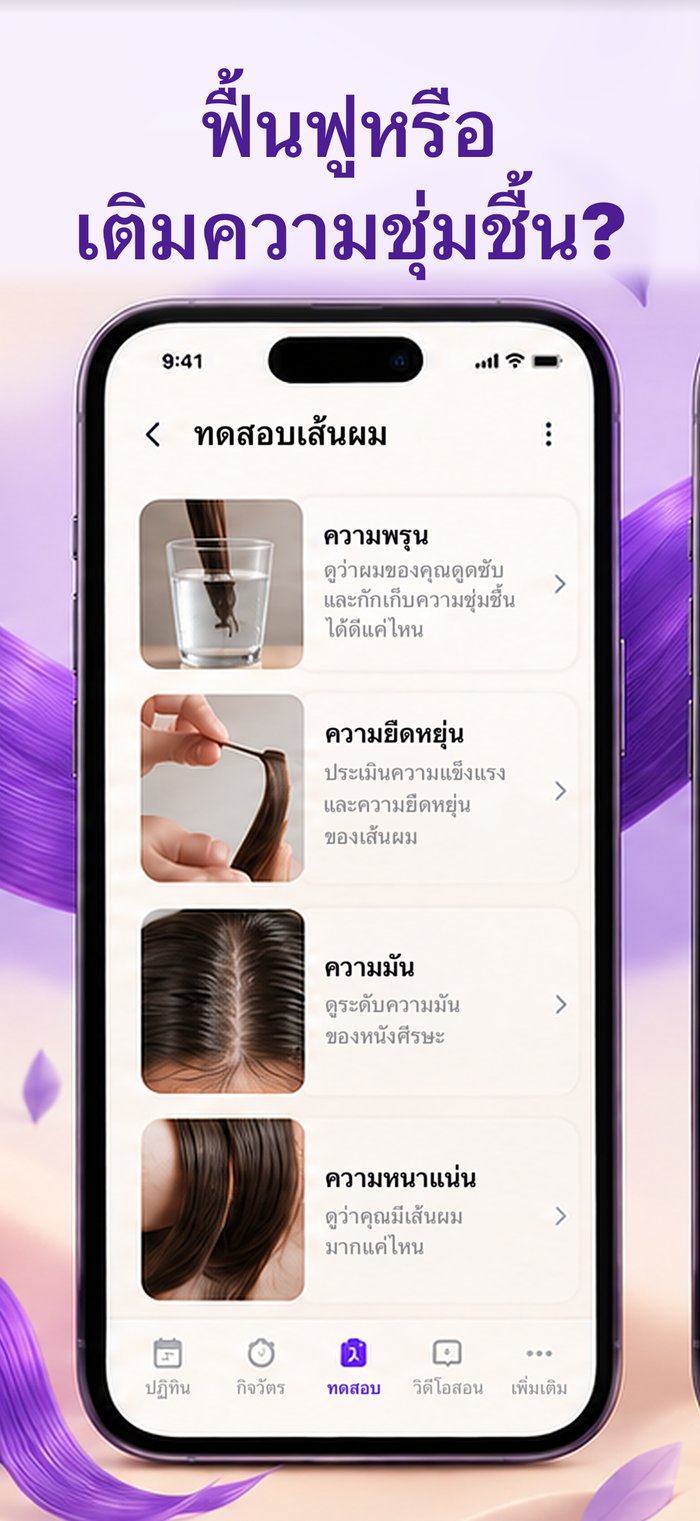 ฟื้นฟูหรือ
เติมความชุ่มชื้น?
9:41
ทดสอบเส้นผม
ความพรุน
ดูว่าผมของคุณดูดซับ
และกักเก็บความชุ่มชื้น
ได้ดีแค่ไหน
ความยืดหยุ่น
ประเมินความแข็งแรง
และความยืดหยุ่น
ของเส้นผม
ความมัน
ดูระดับความมัน
ของหนังศีรษะ
ความหนาแน่น
ดูว่าคุณมีเส้นผม
มากแค่ไหน
ปฏิทิน
กิจวัตร
ทดสอบ
วิดีโอสอน
เพิ่มเติม